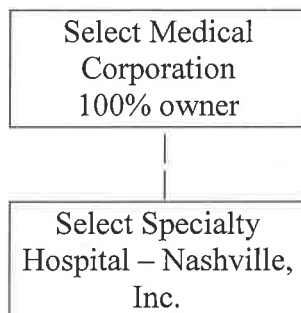 Select Medical
Corporation
100% owner
Select Specialty
Hospital – Nashville,
Inc.